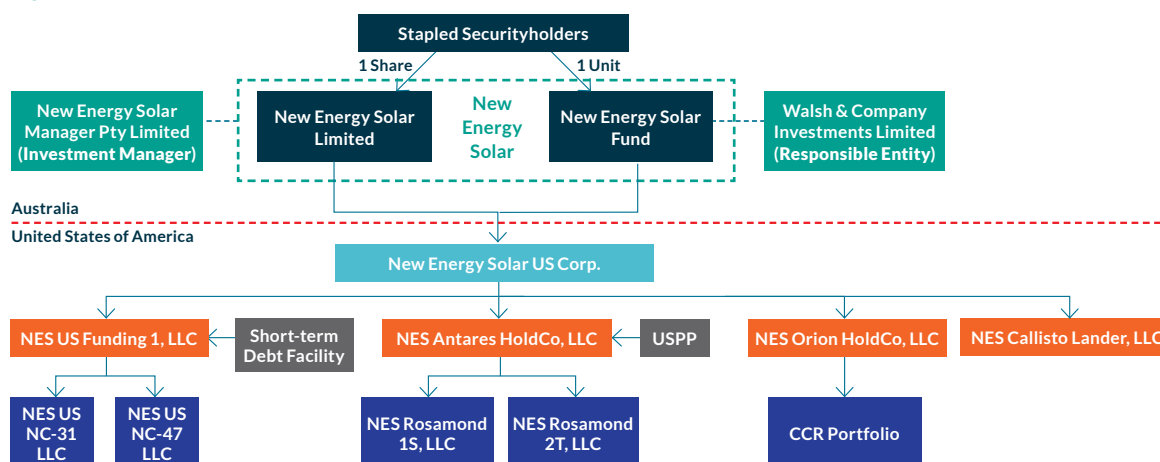 Stapled Securityholders
1 Share
1 Unit
New Energy Solar
Manager Pty Limited
(Investment Manager)
New Energy Solar
Limited
New
Energy
Solar
New Energy Solar
Fund
Walsh & Company
Investments Limited
(Responsible Entity)
Australia
United States of America
New Energy Solar US Corp.
NES US Funding 1, LLC
Short-term
Debt Facility
NES Antares HoldCo, LLC
USPP
NES Orion HoldCo, LLC
NES Callisto Lander, LLC
NES US
NC-31
LLC
NES US
NC-47
LLC
NES Rosamond
1S, LLC
NES Rosamond
2T, LLC
CCR Portfolio